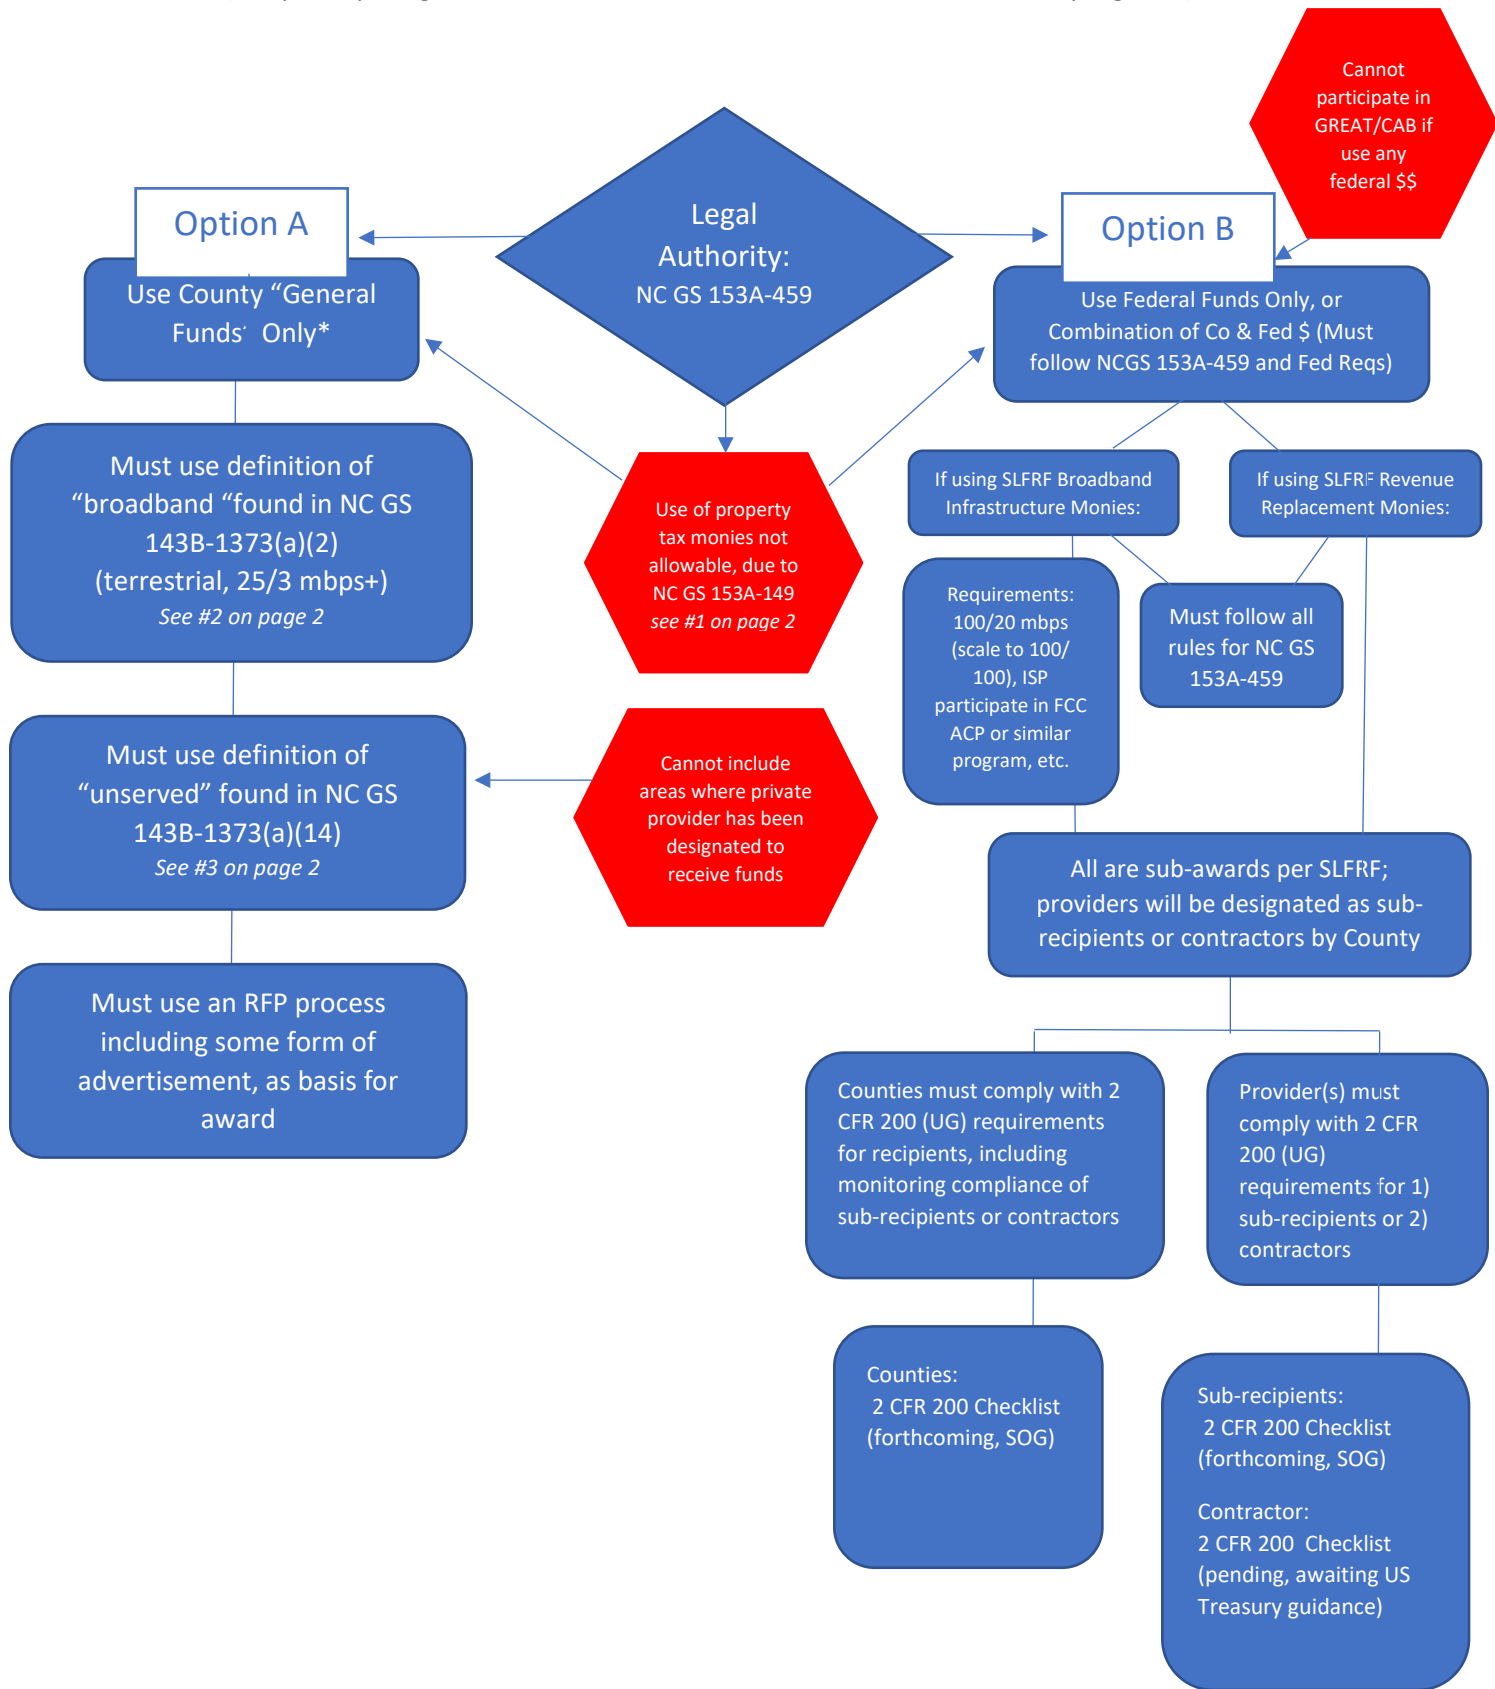 Cannot
participate in
GREAT/CAB if
use any
federal $$
Legal
Authority:
NC GS 153A-459
Option A
Use County “General
Funds‘ Only*
Option B
Use Federal Funds Only, or
Combination of Co & Fed $ (Must
follow NCGS 153A-459 and Fed Reqs)
Must use definition of
“broadband “found in NC GS
143B-1373(a)(2)
(terrestrial, 25/3 mbps+)
See #2 on page 2
Use of property
tax monies not
allowable, due to
NC GS 153A-149
see #1 on page 2
If using SLFRF Broadband
Infrastructure Monies:
If using SLFRF Revenue
Replacement Monies:
Requirements:
100/20 mbps
(scale to 100/
100), ISP
participate in FCC
ACP or similar
program, etc.
Must follow all
rules for NC GS
153A-459
Must use definition of
“unserved” found in NC GS
143B-1373(a)(14)
See #3 on page 2
Cannot include
areas where private
provider has been
designated to
receive funds
All are sub-awards per SLFRF;
providers will be designated as sub-
recipients or contractors by County
Must use an RFP process
including some form of
advertisement, as basis for
award
Counties must comply with 2
CFR 200 (UG) requirements
for recipients, including
monitoring compliance of
sub-recipients or contractors
Provider(s) must
comply with 2 CFR
200 (UG)
requirements for 1)
sub-recipients or 2)
contractors
Counties:
2 CFR 200 Checklist
(forthcoming, SOG)
Sub-recipients:
2 CFR 200 Checklist
(forthcoming, SOG)
Contractor:
2 CFR 200 Checklist
(pending, awaiting US
Treasury guidance)